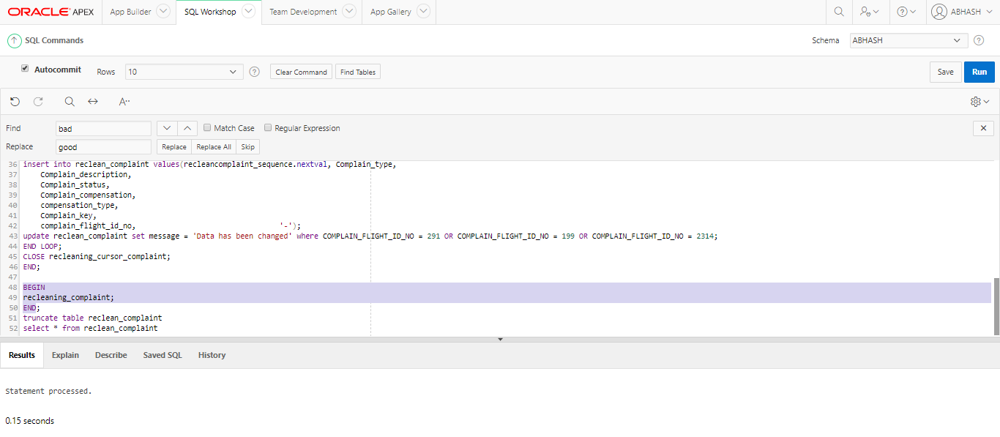 ORACLE APEX App Builder SQL Workshop Team Development App Gallery ABHASH
SQL Commands Schema ABHASH
Autocommit Rows 10 Clear Command Find Tables Save Run
A··
Find bad Match Case Regular Expression
Replace good Replace Replace All Skip
36 insert into reclean_complaint values(recleancomplaint_sequence.nextval, Complain_type,
37 Complain_description,
38 Complain_status,
39 Complain_compensation,
40 compensation_type,
41 Complain_key,
42 complain_flight_id_no, '-');
43 update reclean_complaint set message = 'Data has been changed' where COMPLAIN_FLIGHT_ID_NO = 291 OR COMPLAIN_FLIGHT_ID_NO = 199 OR COMPLAIN_FLIGHT_ID_NO = 2314;
44 END LOOP;
45 CLOSE recleaning_cursor_complaint;
46 END;
47
48 BEGIN
49 recleaning_complaint;
50 END;
51 truncate table reclean_complaint
52 select * from reclean_complaint
Results Explain Describe Saved SQL History
Statement processed.
0.15 seconds